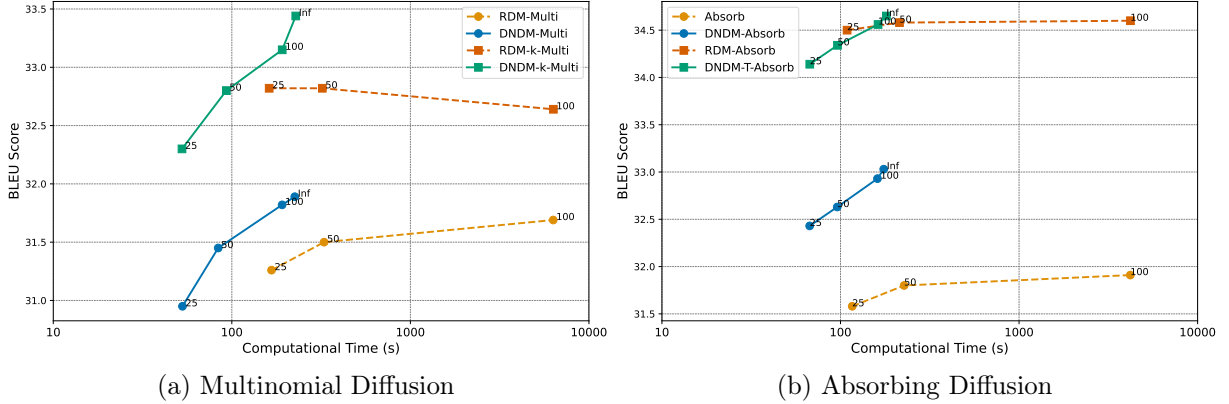 33.5
33.0
32.5
32.0
31.5
31.0
BLEU Score
10
100
1000
10000
Computational Time (s)
RDM-Multi
DNDM-Multi
RDM-k-Multi
DNDM-k-Multi
25
50
100
25
50
100
Inf
25
50
100
25
50
100
Inf
(a) Multinomial Diffusion
34.5
34.0
33.5
33.0
32.5
32.0
31.5
BLEU Score
10
100
1000
10000
Computational Time (s)
Absorb
DNDM-Absorb
RDM-Absorb
DNDM-T-Absorb
25
50
100
25
50
100
Inf
25
50
100
25
50
100
Inf
(b) Absorbing Diffusion